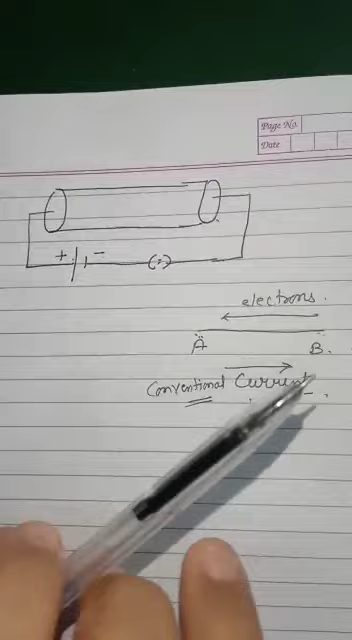 Page No.
Date
+ -
electrons.
A B.
Conventional Current